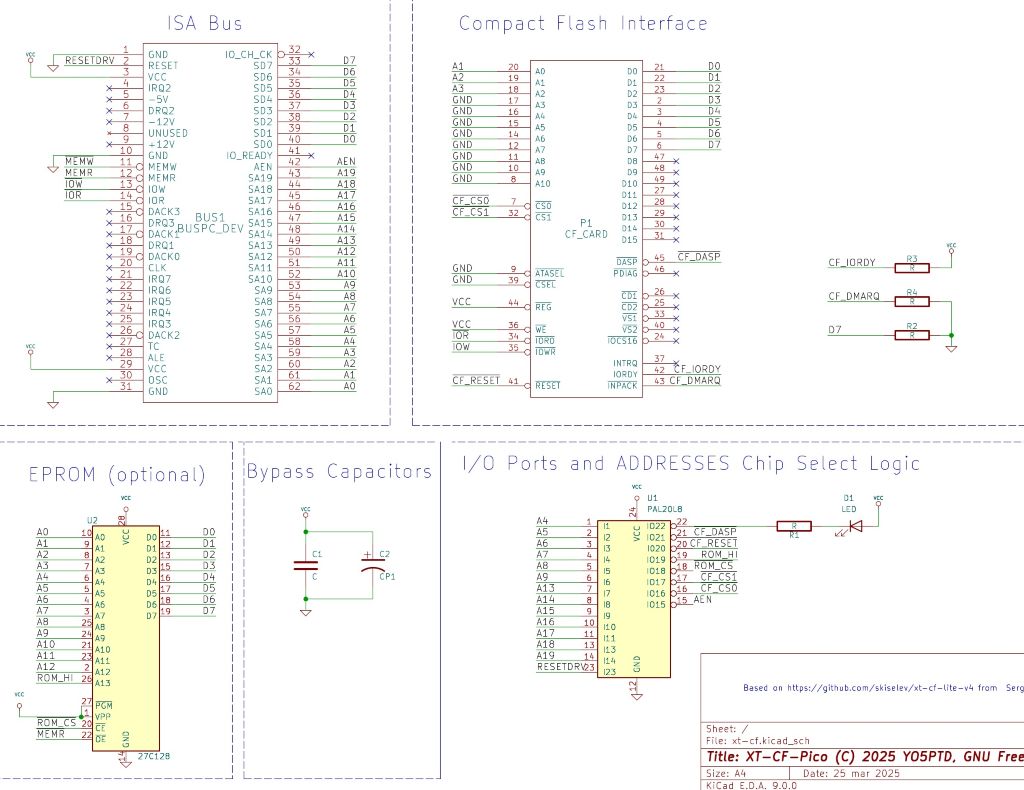 ISA Bus
VCC
RESETDRV
MEMW
MEMR
IOW
IOR
VCC
1 GND
2 RESET
3 VCC
4 IRQ2
5 -5V
6 DRQ2
7 -12V
8 UNUSED
9 +12V
10 GND
11 MEMW
12 MEMR
13 IOW
14 IOR
15 DACK3
16 DRQ3
17 DACK1
18 DRQ1
19 DACK0
20 CLK
21 IRQ7
22 IRQ6
23 IRQ5
24 IRQ4
25 IRQ3
26 DACK2
27 TC
28 ALE
29 VCC
30 OSC
31 GND
BUS1
BUSPC_DEV
IO_CH_CK 32
SD7 33 D7
SD6 34 D6
SD5 35 D5
SD4 36 D4
SD3 37 D3
SD2 38 D2
SD1 39 D1
SD0 40 D0
IO_READY 41
AEN 42 AEN
SA19 43 A19
SA18 44 A18
SA17 45 A17
SA16 46 A16
SA15 47 A15
SA14 48 A14
SA13 49 A13
SA12 50 A12
SA11 51 A11
SA10 52 A10
SA9 53 A9
SA8 54 A8
SA7 55 A7
SA6 56 A6
SA5 57 A5
SA4 58 A4
SA3 59 A3
SA2 60 A2
SA1 61 A1
SA0 62 A0
Compact Flash Interface
A1 20 A0
A2 19 A1
A3 18 A2
GND 17 A3
GND 16 A4
GND 15 A5
GND 14 A6
GND 12 A7
GND 11 A8
GND 10 A9
GND 8 A10
CF_CS0 7 CS0
CF_CS1 32 CS1
GND 9 ATASEL
GND 39 CSEL
VCC 44 REG
VCC 36 WE
IOR 34 IORD
IOW 35 IOWR
CF_RESET 41 RESET
P1
CF_CARD
D0 21 D0
D1 22 D1
D2 23 D2
D3 2 D3
D4 3 D4
D5 4 D5
D6 5 D6
D7 6 D7
D8 47
D9 48
D10 49
D11 27
D12 28
D13 29
D14 30
D15 31
DASP 45 CF_DASP
PDIAG 46
CD1 26
CD2 25
VS1 33
VS2 40
IOCS16 24
INTRQ 37
IORDY 42 CF_IORDY
INPACK 43 CF_DMARQ
VCC
CF_IORDY R3 R
CF_DMARQ R4 R
D7 R2 R
EPROM (optional)
VCC
U2
28
VCC
A0 10 A0
A1 9 A1
A2 8 A2
A3 7 A3
A4 6 A4
A5 5 A5
A6 4 A6
A7 3 A7
A8 25 A8
A9 24 A9
A10 21 A10
A11 23 A11
A12 2 A12
ROM_HI 26 A13
27 PGM
VCC
1 VPP
ROM_CS 20 CE
MEMR 22 OE
D0 11 D0
D1 12 D1
D2 13 D2
D3 15 D3
D4 16 D4
D5 17 D5
D6 18 D6
D7 19 D7
GND
14
27C128
Bypass Capacitors
VCC
C1
C
C2
CP1
I/O Ports and ADDRESSES Chip Select Logic
VCC
U1
PAL20L8
24
VCC
A4 1 I1
A5 2 I2
A6 3 I3
A7 4 I4
A8 5 I5
A9 6 I6
A13 7 I7
A14 8 I8
A15 9 I9
A16 10 I10
A17 11 I11
A18 13 I13
A19 14 I14
RESETDRV 23 I23
IO22 22
IO21 21 CF_DASP
IO20 20 CF_RESET
IO19 19 ROM_HI
IO18 18 ROM_CS
IO17 17 CF_CS1
IO16 16 CF_CS0
IO15 15 AEN
GND
12
R
R1
D1
LED
VCC
Based on https://github.com/skiselev/xt-cf-lite-v4 from Serg
Sheet: /
File: xt-cf.kicad_sch
Title: XT-CF-Pico (C) 2025 YO5PTD, GNU Free
Size: A4 Date: 25 mar 2025
KiCad E.D.A. 9.0.0